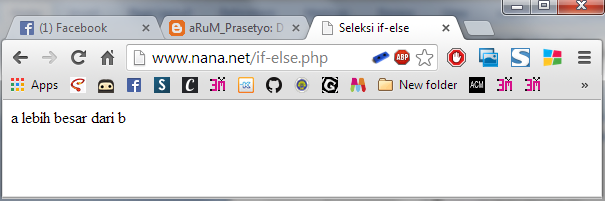 (1) Facebook
aRuM_Prasetyo: D
Seleksi if-else
www.nana.net/if-else.php
ABP
Apps
S
C
3M
New folder
ACM
3M
3M
»
a lebih besar dari b